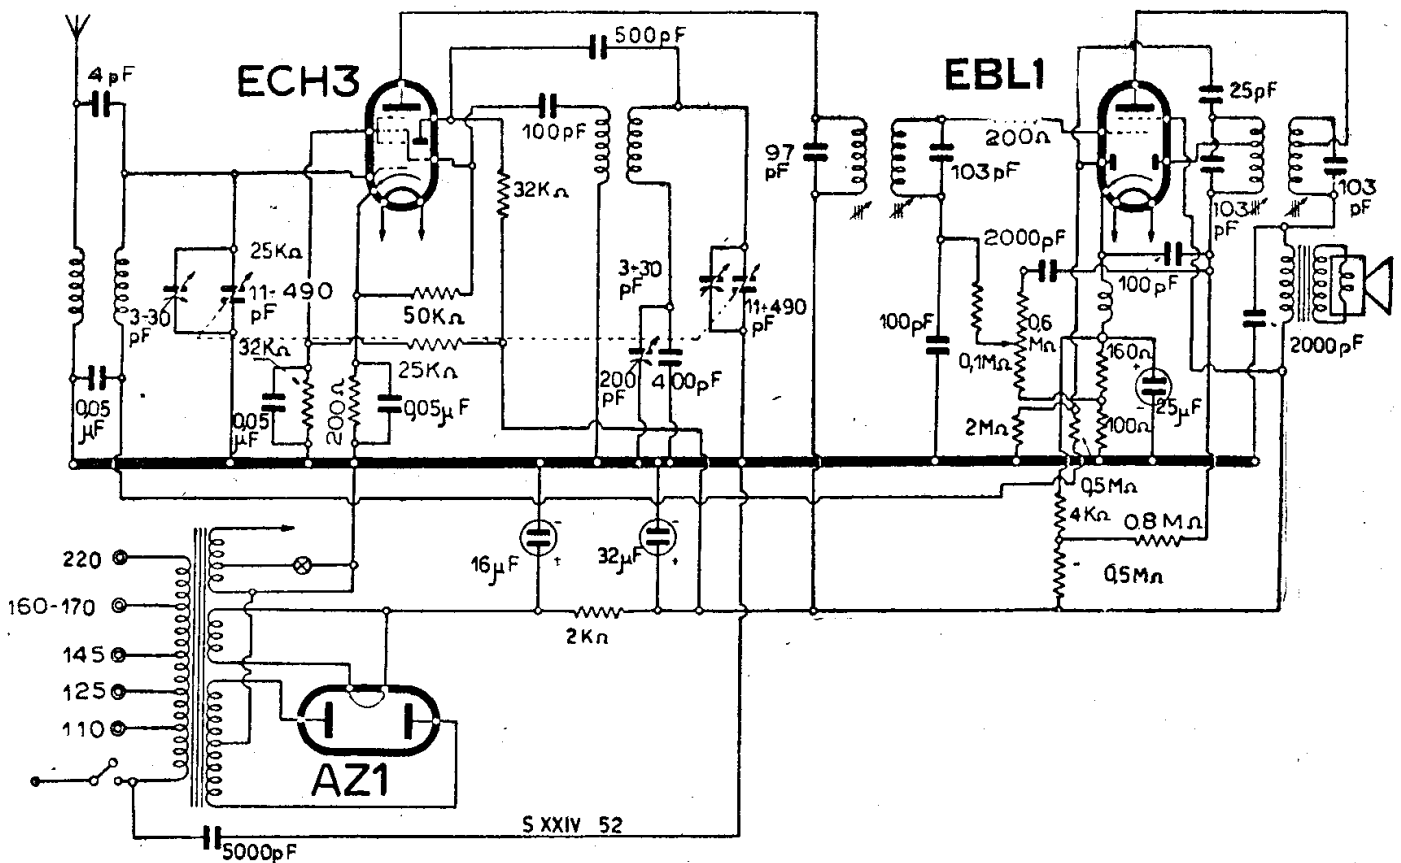 ECH3
500pF
EBL1
4pF
25pF
100pF
200Ω
97
pF
103pF
32KΩ
103
pF
103
pF
2000pF
25KΩ
3-30
pF
11÷490
pF
3÷30
pF
11÷490
pF
50KΩ
100pF
100pF
0,6
MΩ
0,1MΩ
2000pF
32KΩ
25KΩ
160Ω
200
pF
400pF
0,05
μF
0,05
μF
200Ω
0,05μF
25μF
2MΩ
100Ω
0,5MΩ
4KΩ
0.8MΩ
0,5MΩ
16μF
-
+
32μF
-
+
2KΩ
220
160-170
145
125
110
AZ1
S XXIV 52
5000pF